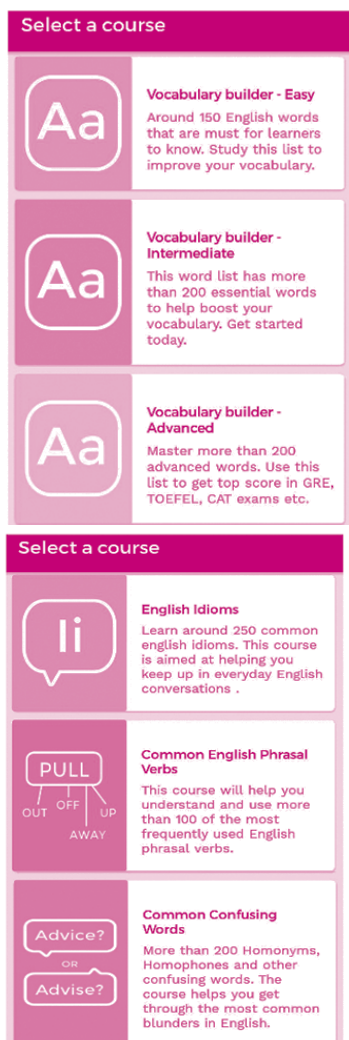 Select a course
Aa
Vocabulary builder - Easy
Around 150 English words
that are must for learners
to know. Study this list to
improve your vocabulary.
Aa
Vocabulary builder -
Intermediate
This word list has more
than 200 essential words
to help boost your
vocabulary. Get started
today.
Aa
Vocabulary builder -
Advanced
Master more than 200
advanced words. Use this
list to get top score in GRE,
TOEFEL, CAT exams etc.
Select a course
Ii
English Idioms
Learn around 250 common
english idioms. This course
is aimed at helping you
keep up in everyday English
conversations .
PULL
OUT OFF AWAY UP
Common English Phrasal
Verbs
This course will help you
understand and use more
than 100 of the most
frequently used English
phrasal verbs.
Advice?
OR
Advise?
Common Confusing
Words
More than 200 Homonyms,
Homophones and other
confusing words. The
course helps you get
through the most common
blunders in English.